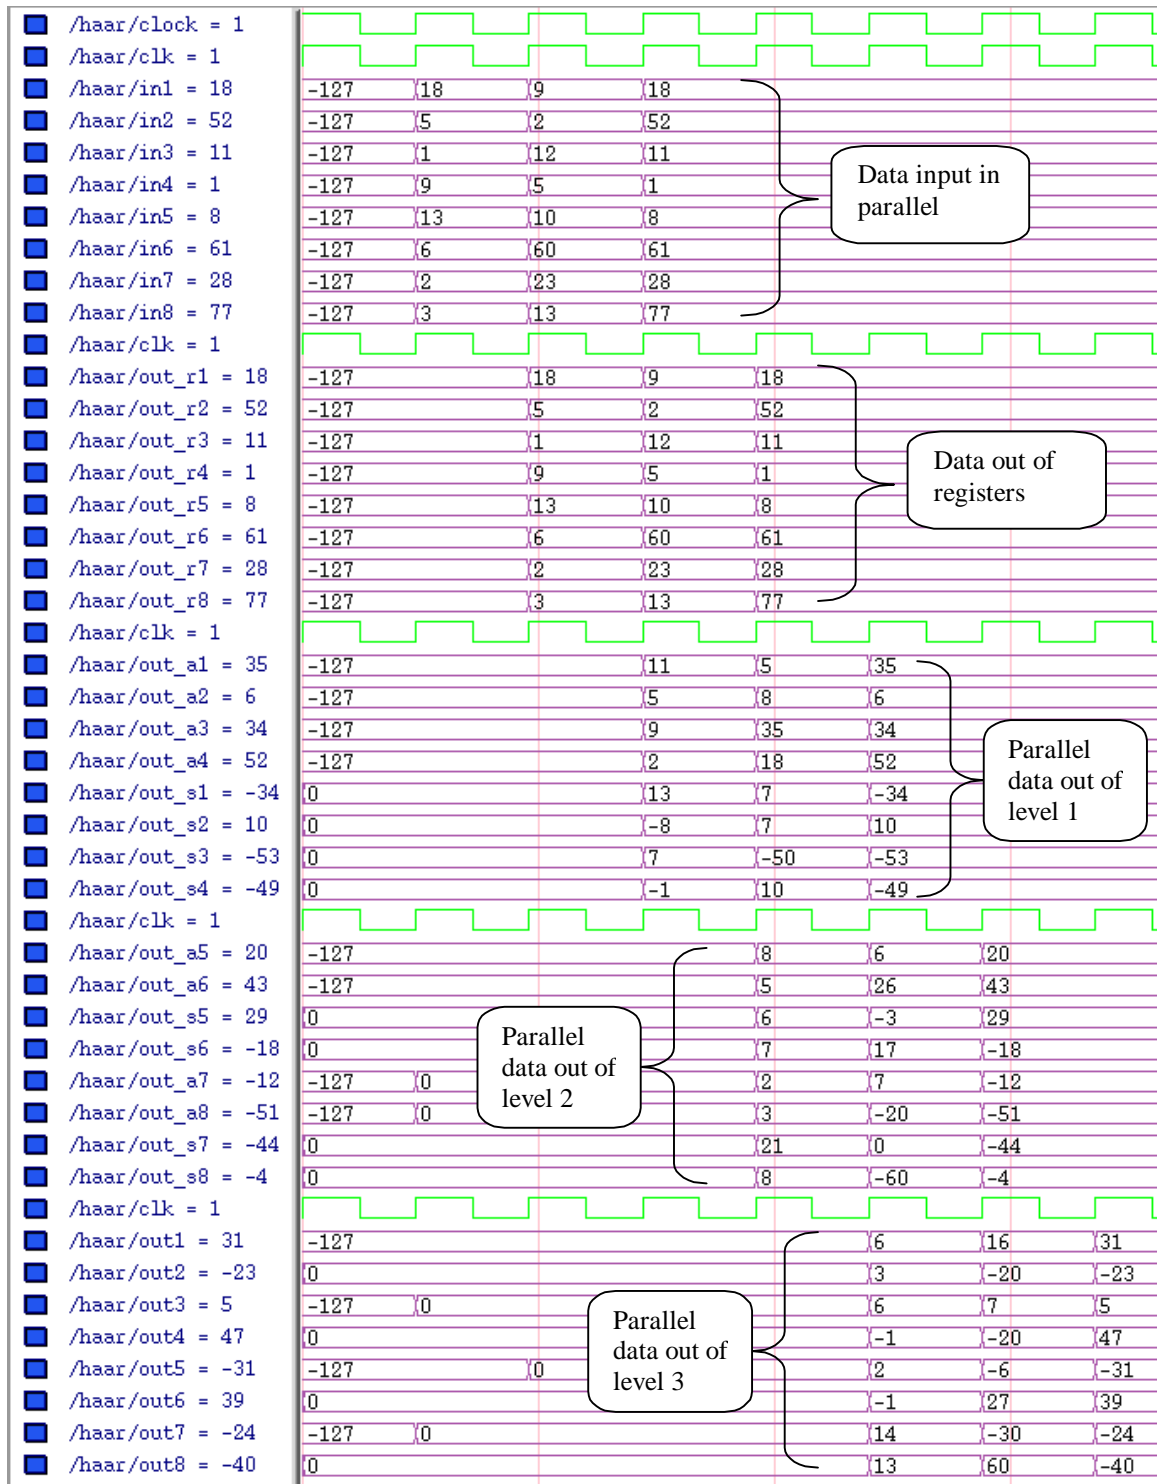 /haar/clock = 1
/haar/clk = 1
/haar/in1 = 18 -127 18 9 18
/haar/in2 = 52 -127 5 2 52
/haar/in3 = 11 -127 1 12 11
/haar/in4 = 1 -127 9 5 1
/haar/in5 = 8 -127 13 10 8
/haar/in6 = 61 -127 6 60 61
/haar/in7 = 28 -127 2 23 28
/haar/in8 = 77 -127 3 13 77
Data input in
parallel
/haar/clk = 1
/haar/out_r1 = 18 -127 18 9 18
/haar/out_r2 = 52 -127 5 2 52
/haar/out_r3 = 11 -127 1 12 11
/haar/out_r4 = 1 -127 9 5 1
/haar/out_r5 = 8 -127 13 10 8
/haar/out_r6 = 61 -127 6 60 61
/haar/out_r7 = 28 -127 2 23 28
/haar/out_r8 = 77 -127 3 13 77
Data out of
registers
/haar/clk = 1
/haar/out_a1 = 35 -127 11 5 35
/haar/out_a2 = 6 -127 5 8 6
/haar/out_a3 = 34 -127 9 35 34
/haar/out_a4 = 52 -127 2 18 52
/haar/out_s1 = -34 0 13 7 -34
/haar/out_s2 = 10 0 -8 7 10
/haar/out_s3 = -53 0 7 -50 -53
/haar/out_s4 = -49 0 -1 10 -49
Parallel
data out of
level 1
/haar/clk = 1
/haar/out_a5 = 20 -127 8 6 20
/haar/out_a6 = 43 -127 5 26 43
/haar/out_s5 = 29 0 6 -3 29
/haar/out_s6 = -18 0 7 17 -18
/haar/out_a7 = -12 -127 0 2 7 -12
/haar/out_a8 = -51 -127 0 3 -20 -51
/haar/out_s7 = -44 0 21 0 -44
/haar/out_s8 = -4 0 8 -60 -4
Parallel
data out of
level 2
/haar/clk = 1
/haar/out1 = 31 -127 6 16 31
/haar/out2 = -23 0 3 -20 -23
/haar/out3 = 5 -127 0 6 7 5
/haar/out4 = 47 0 -1 -20 47
/haar/out5 = -31 -127 0 2 -6 -31
/haar/out6 = 39 0 -1 27 39
/haar/out7 = -24 -127 0 14 -30 -24
/haar/out8 = -40 0 13 60 -40
Parallel
data out of
level 3